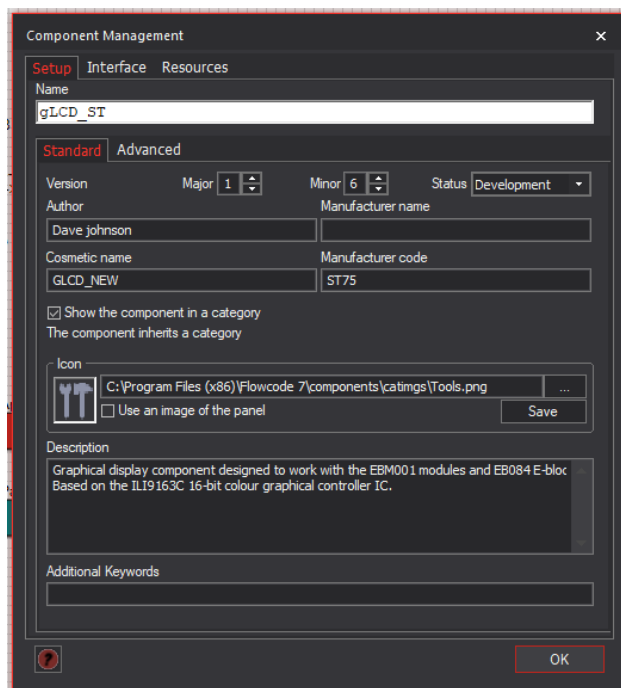 Component Management
Setup Interface Resources
Name
gLCD_ST
Standard Advanced
Version Major 1 Minor 6 Status Development
Author Manufacturer name
Dave johnson
Cosmetic name Manufacturer code
GLCD_NEW ST75
Show the component in a category
The component inherits a category
Icon
C:\Program Files (x86)\Flowcode 7\components\catimgs\Tools.png ...
Use an image of the panel Save
Description
Graphical display component designed to work with the EBM001 modules and EB084 E-bloc
Based on the ILI9163C 16-bit colour graphical controller IC.
Additional Keywords
? OK